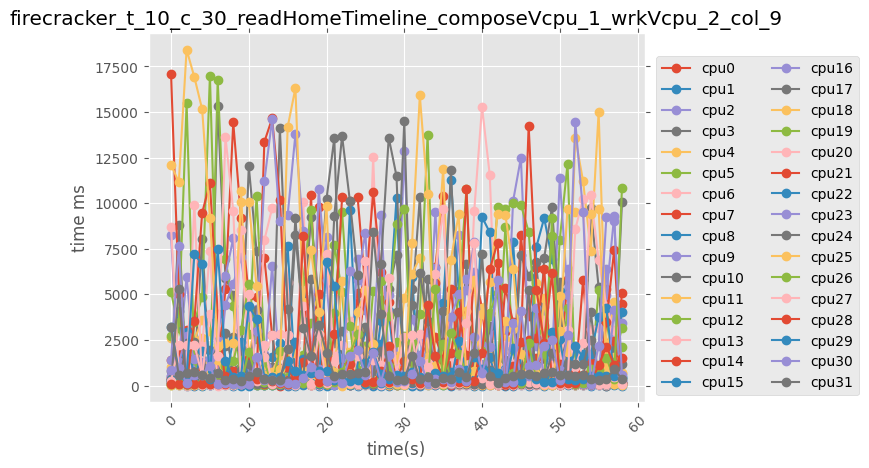 firecracker_t_10_c_30_readHomeTimeline_composeVcpu_1_wrkVcpu_2_col_9
17500
15000
12500
10000
7500
5000
2500
0
time ms
0
10
20
30
40
50
60
time(s)
cpu0
cpu1
cpu2
cpu3
cpu4
cpu5
cpu6
cpu7
cpu8
cpu9
cpu10
cpu11
cpu12
cpu13
cpu14
cpu15
cpu16
cpu17
cpu18
cpu19
cpu20
cpu21
cpu22
cpu23
cpu24
cpu25
cpu26
cpu27
cpu28
cpu29
cpu30
cpu31